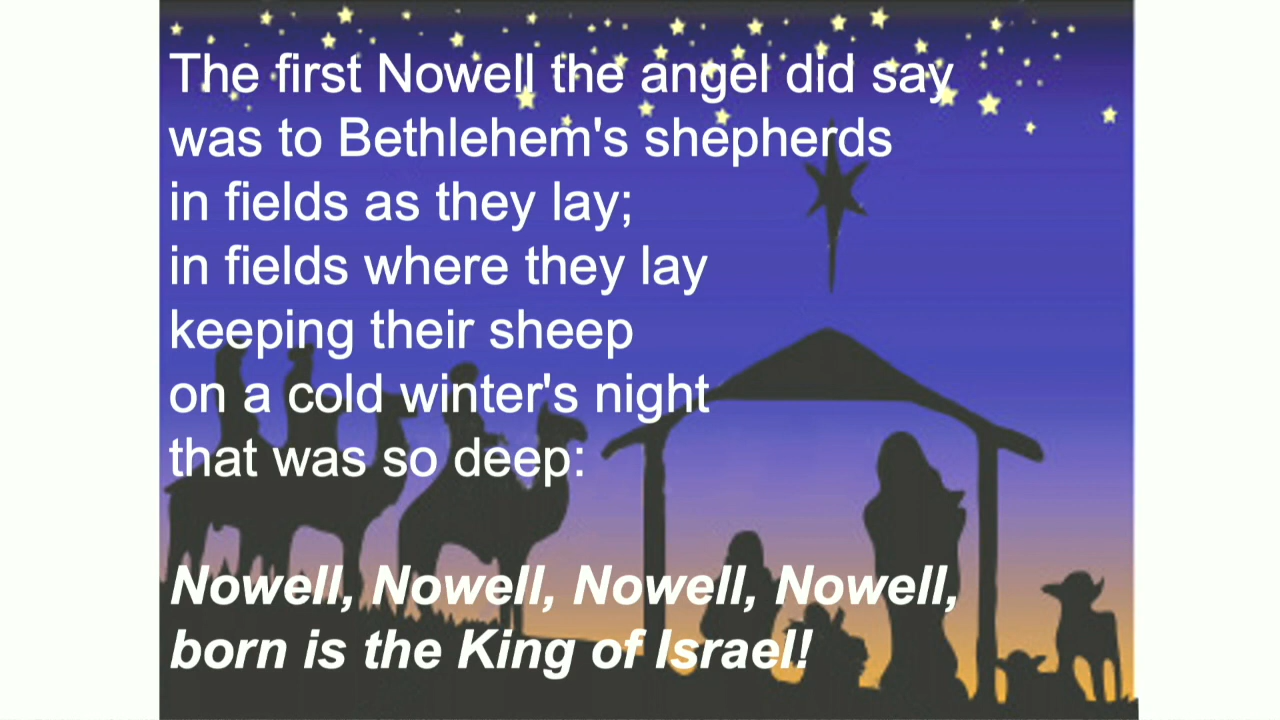 The first Nowell the angel did say
was to Bethlehem's shepherds
in fields as they lay;
in fields where they lay
keeping their sheep
on a cold winter's night
that was so deep:
Nowell, Nowell, Nowell, Nowell,
born is the King of Israel!